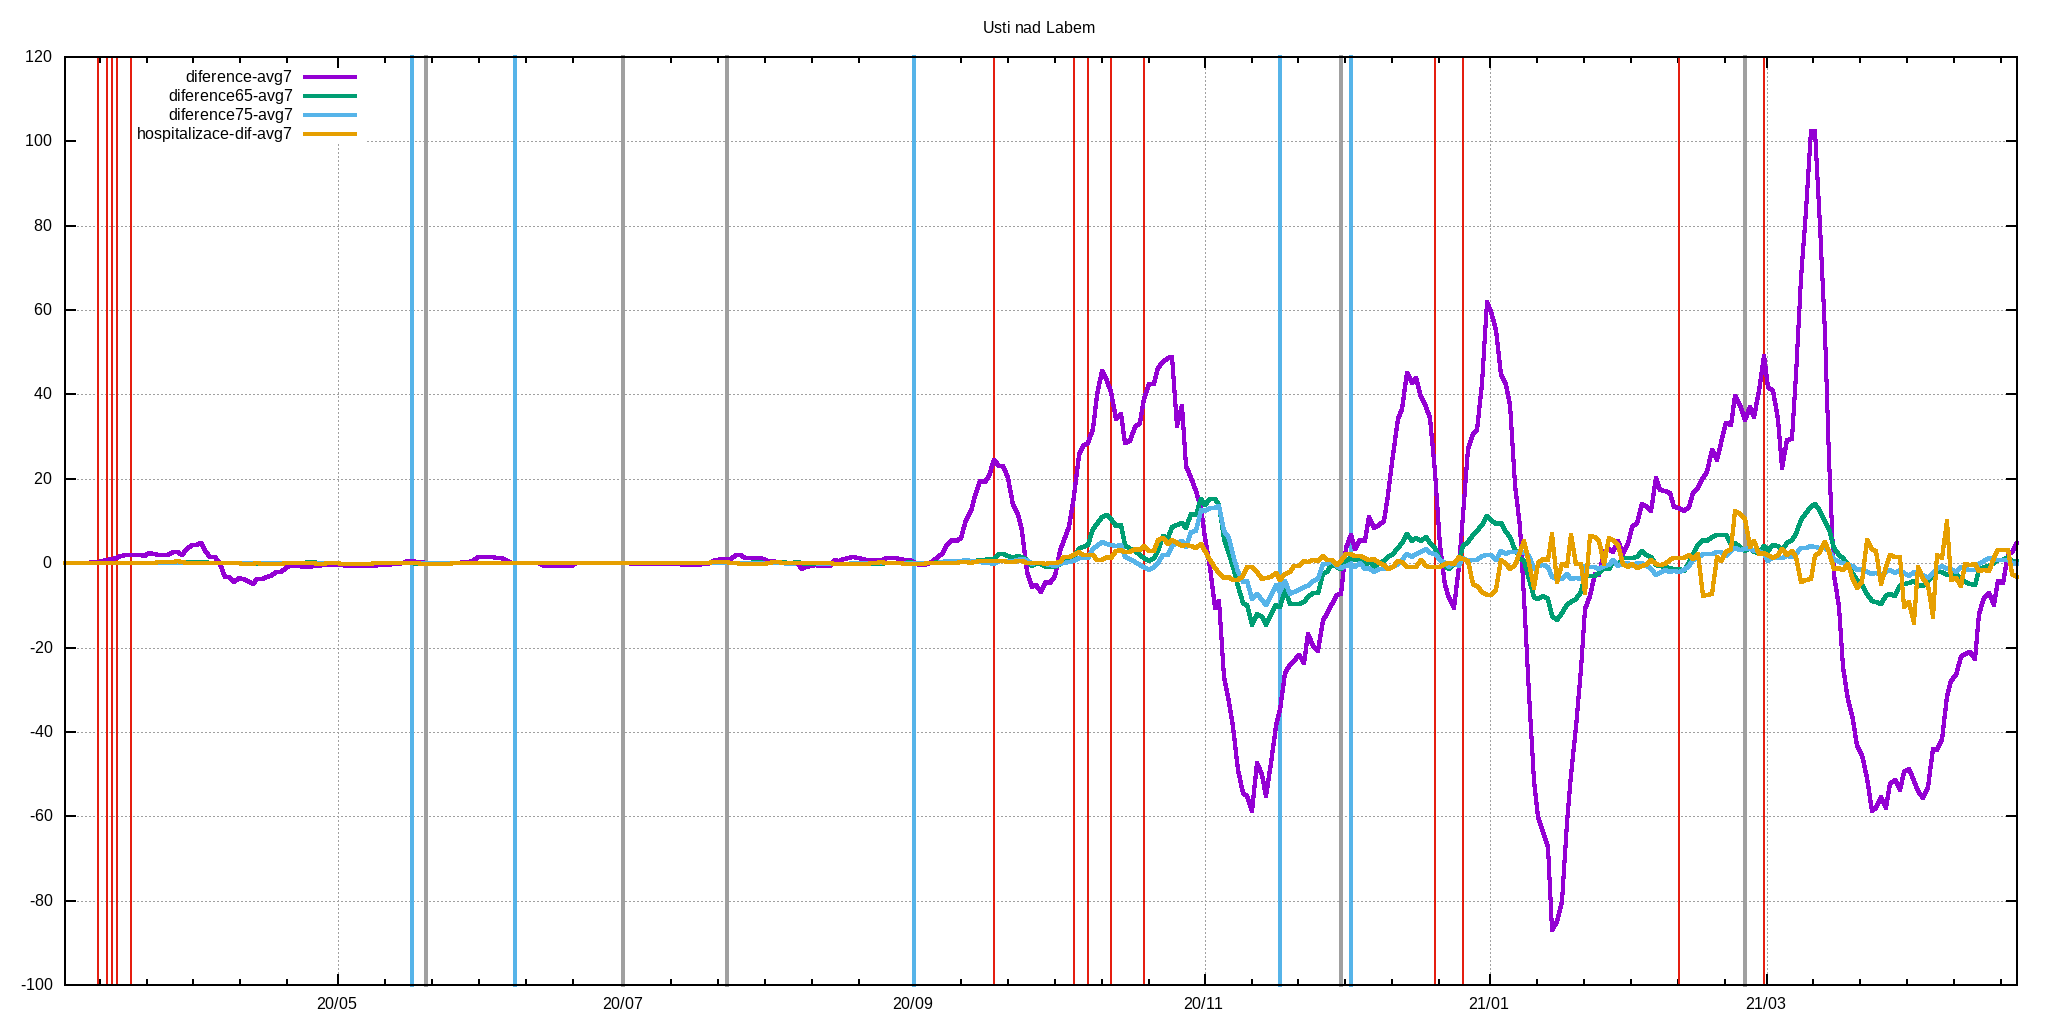 Usti nad Labem
diference-avg7
diference65-avg7
diference75-avg7
hospitalizace-dif-avg7
120
100
80
60
40
20
0
-20
-40
-60
-80
-100
20/05 20/07 20/09 20/11 21/01 21/03